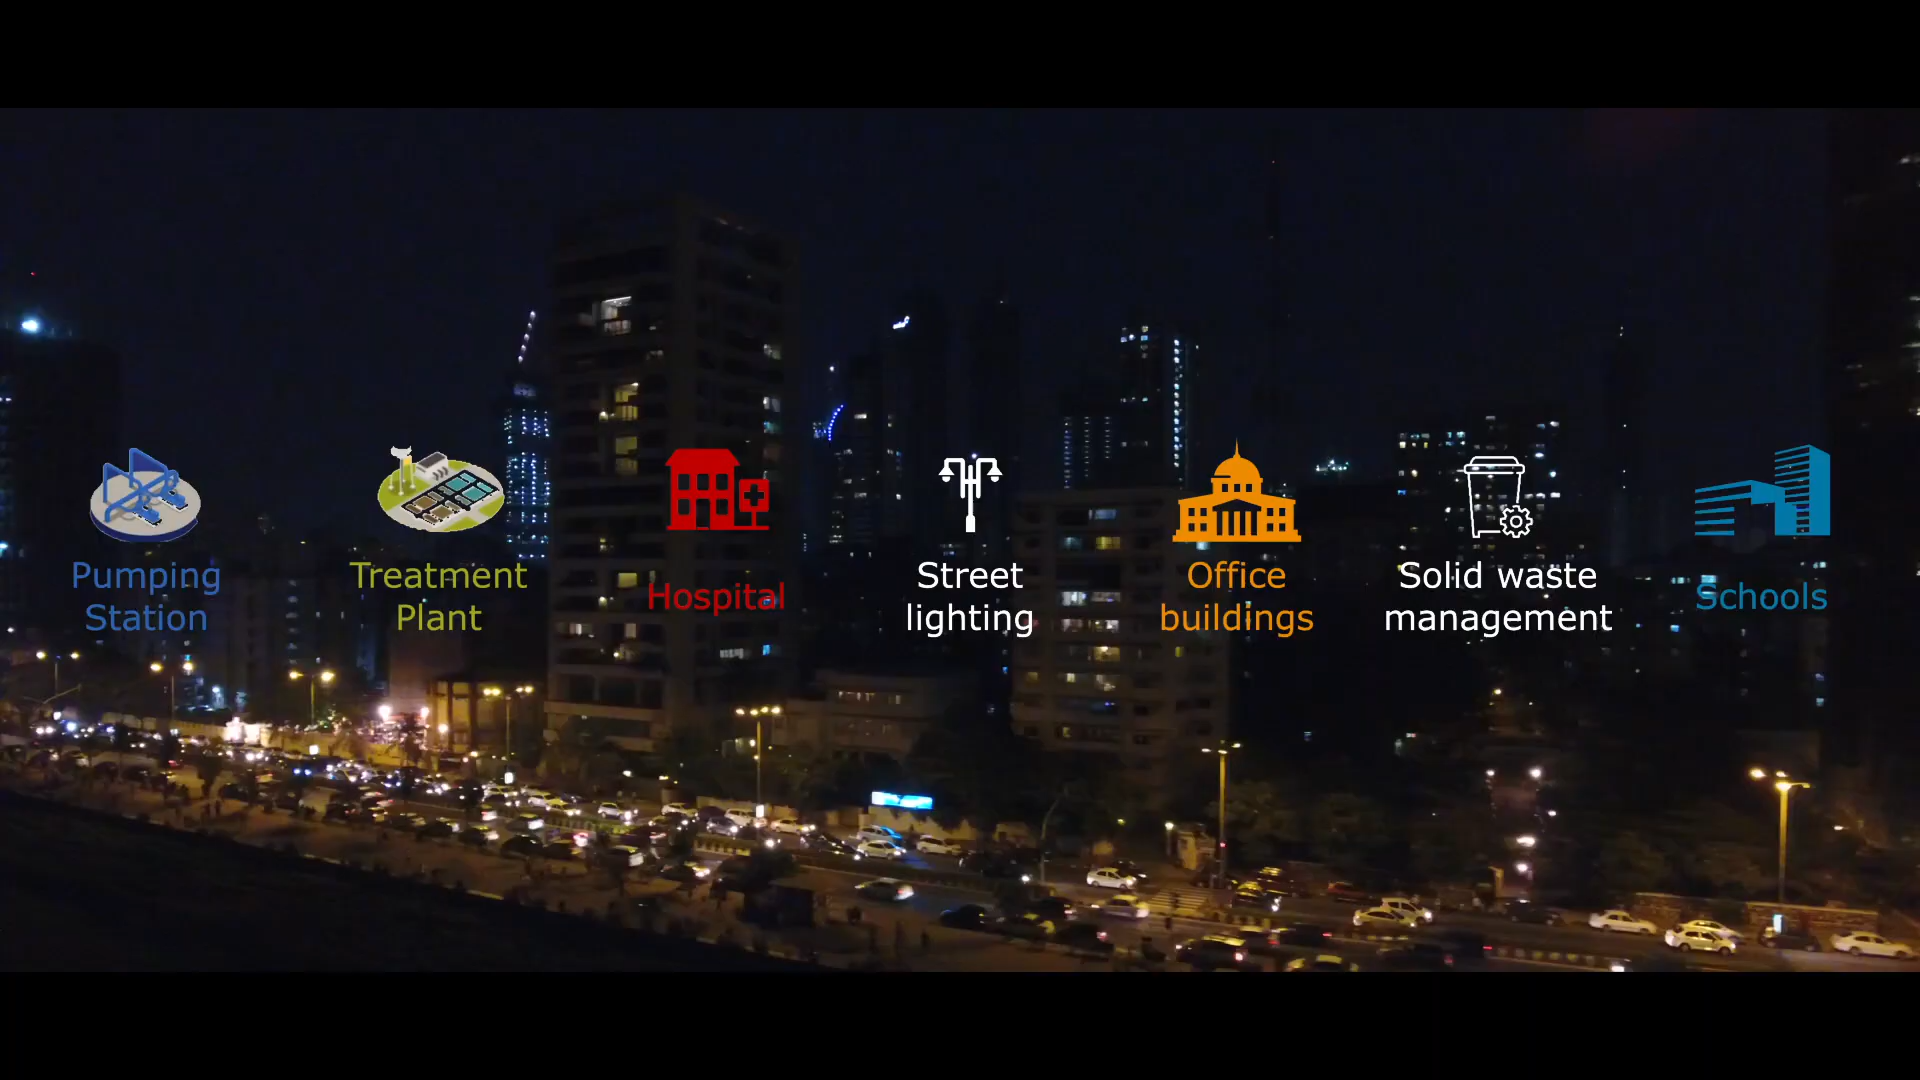 Pumping
Station
Treatment
Plant
Hospital
Street
lighting
Office
buildings
Solid waste
management
Schools